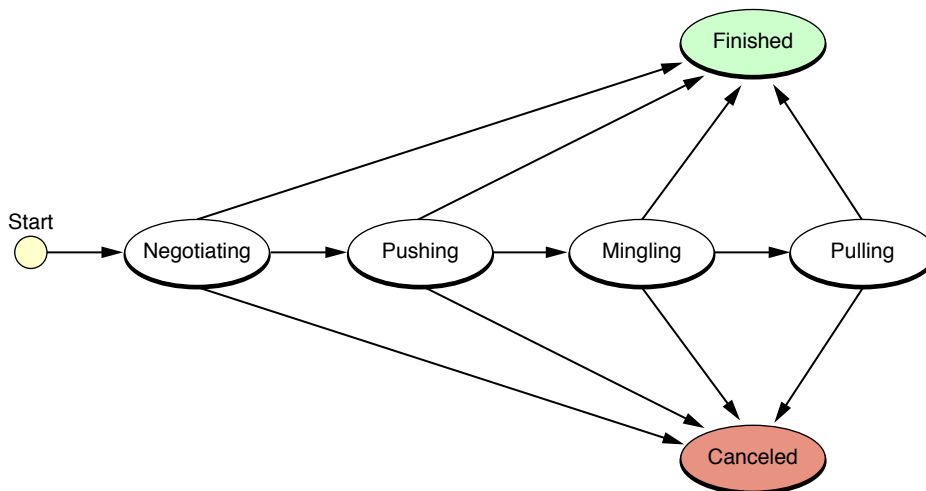 Finished
Start
Negotiating
Pushing
Mingling
Pulling
Canceled